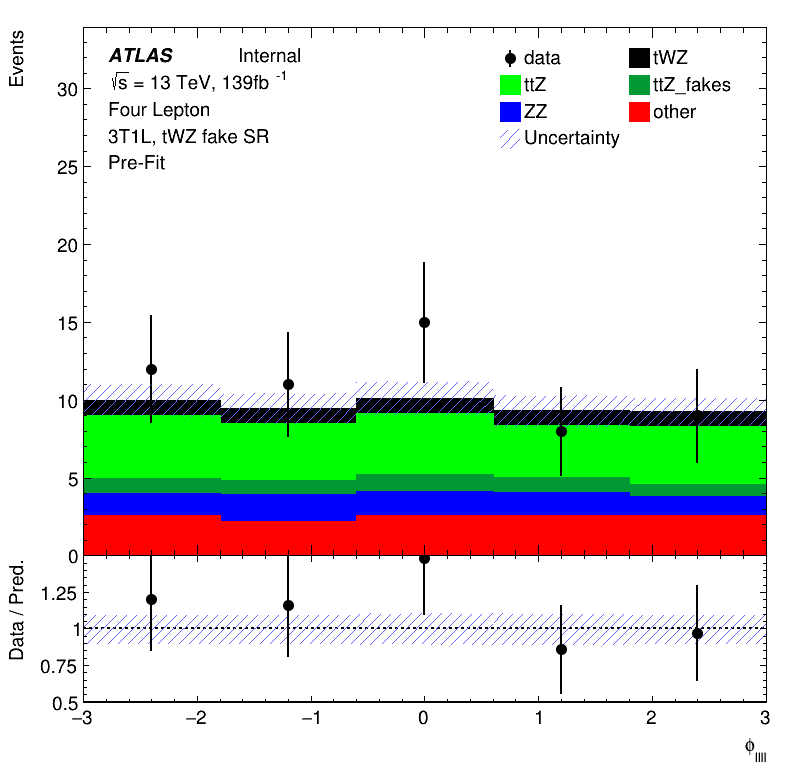 Events
ATLAS Internal
√s = 13 TeV, 139fb⁻¹
Four Lepton
3T1L, tWZ fake SR
Pre-Fit
data
tWZ
ttZ
ttZ_fakes
ZZ
other
Uncertainty
30
25
20
15
10
5
0
Data / Pred.
1.25
1
0.75
0.5
−3 −2 −1 0 1 2 3
ϕ_llll